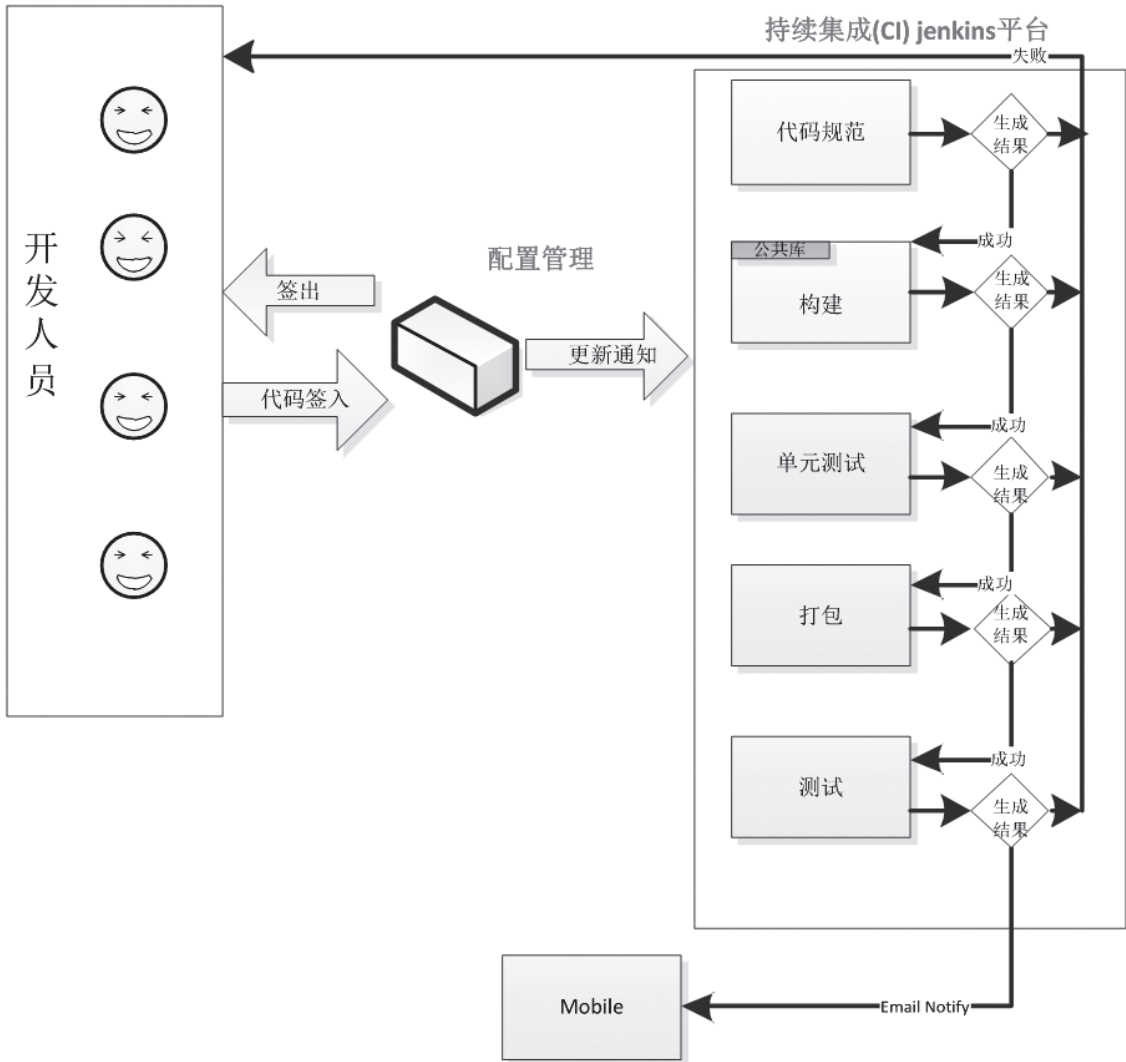 持续集成(CI) jenkins平台
失败
代码规范
生成
结果
开
发
人
员
配置管理
签出
代码签入
更新通知
成功
公共库
构建
生成
结果
成功
单元测试
生成
结果
成功
打包
生成
结果
成功
测试
生成
结果
Mobile
Email Notify